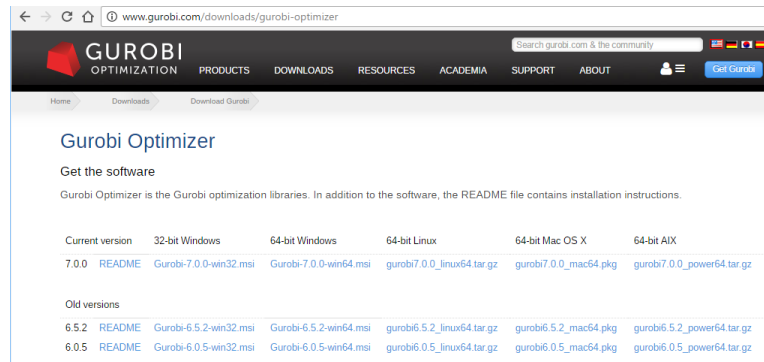 www.gurobi.com/downloads/gurobi-optimizer
Search gurobi.com & the community
GUROBI
OPTIMIZATION
PRODUCTS DOWNLOADS RESOURCES ACADEMIA SUPPORT ABOUT Get Gurobi
Home Downloads Download Gurobi
Gurobi Optimizer
Get the software
Gurobi Optimizer is the Gurobi optimization libraries. In addition to the software, the README file contains installation instructions.
Current version 32-bit Windows 64-bit Windows 64-bit Linux 64-bit Mac OS X 64-bit AIX
7.0.0 README Gurobi-7.0.0-win32.msi Gurobi-7.0.0-win64.msi gurobi7.0.0_linux64.tar.gz gurobi7.0.0_mac64.pkg gurobi7.0.0_power64.tar.gz
Old versions
6.5.2 README Gurobi-6.5.2-win32.msi Gurobi-6.5.2-win64.msi gurobi6.5.2_linux64.tar.gz gurobi6.5.2_mac64.pkg gurobi6.5.2_power64.tar.gz
6.0.5 README Gurobi-6.0.5-win32.msi Gurobi-6.0.5-win64.msi gurobi6.0.5_linux64.tar.gz gurobi6.0.5_mac64.pkg gurobi6.0.5_power64.tar.gz